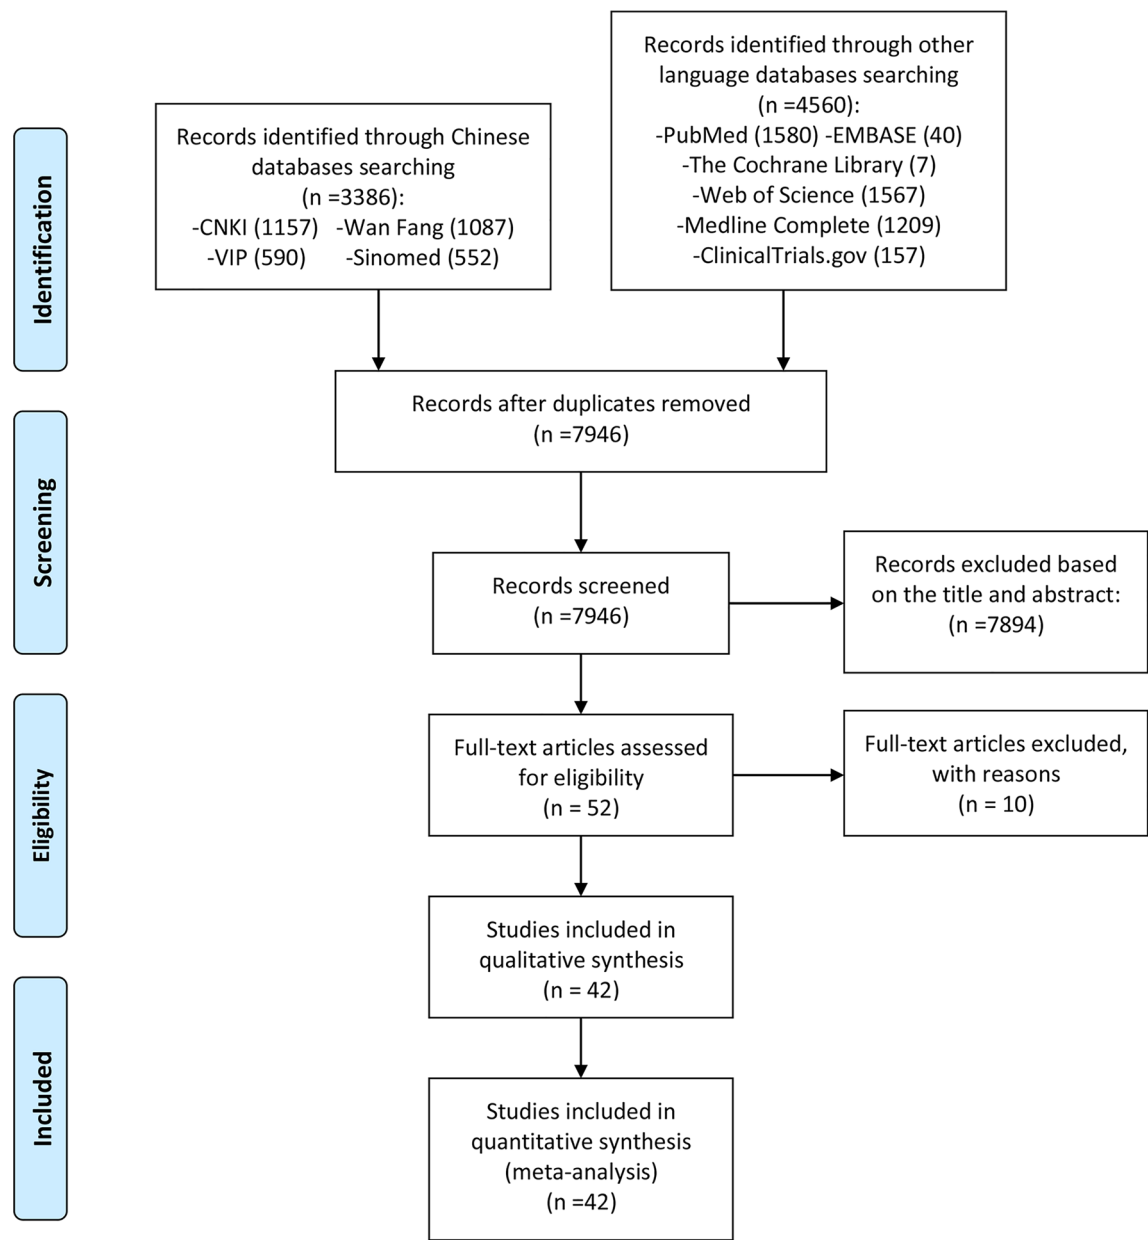 Identification
Records identified through Chinese
databases searching
(n =3386):
-CNKI (1157) -Wan Fang (1087)
-VIP (590) -Sinomed (552)
Records identified through other
language databases searching
(n =4560):
-PubMed (1580) -EMBASE (40)
-The Cochrane Library (7)
-Web of Science (1567)
-Medline Complete (1209)
-ClinicalTrials.gov (157)
Records after duplicates removed
(n =7946)
Screening
Records screened
(n =7946)
Records excluded based
on the title and abstract:
(n =7894)
Eligibility
Full-text articles assessed
for eligibility
(n = 52)
Full-text articles excluded,
with reasons
(n = 10)
Studies included in
qualitative synthesis
(n = 42)
Included
Studies included in
quantitative synthesis
(meta-analysis)
(n =42)